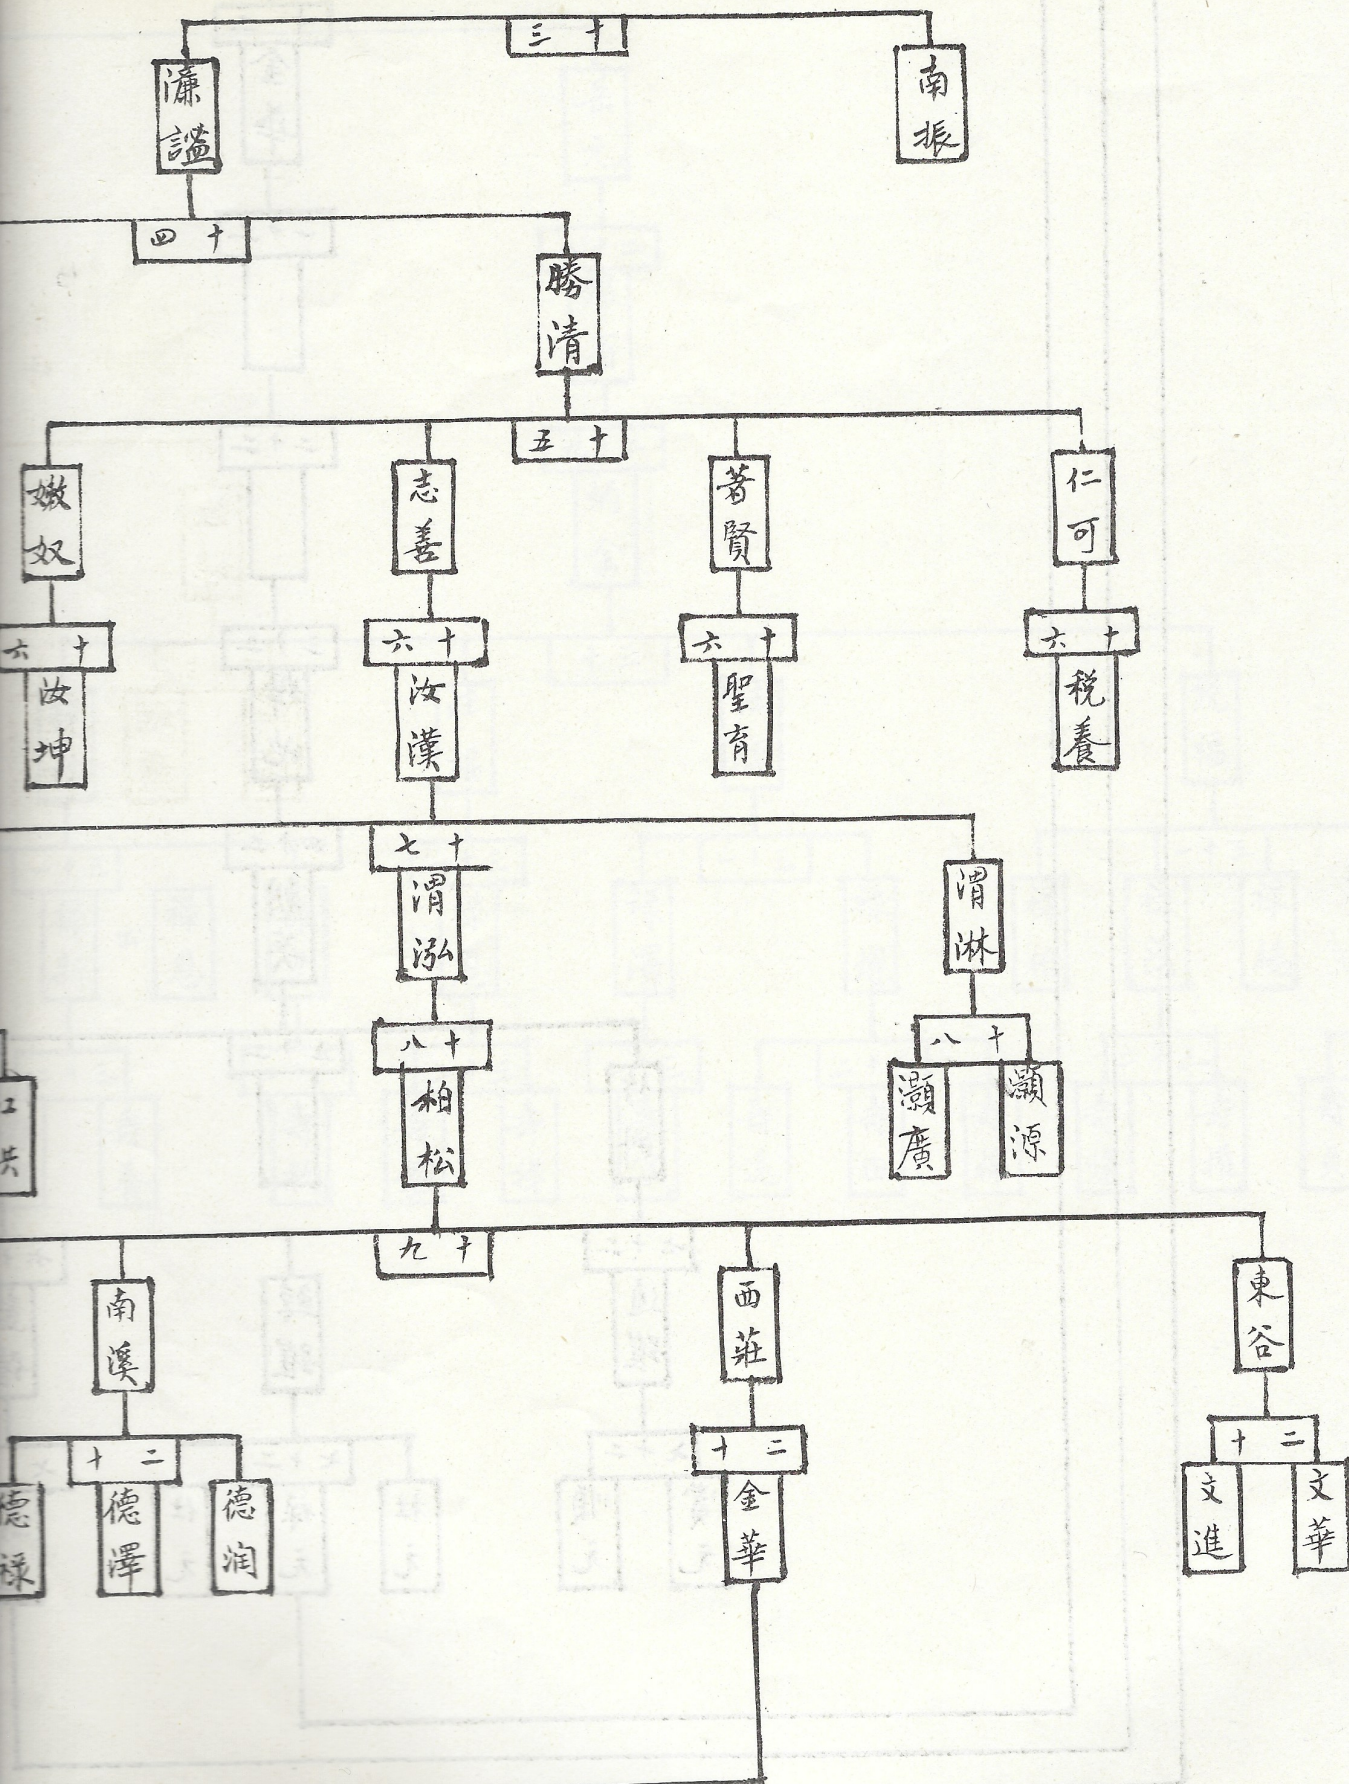 十三
南振
濂謐
十四
勝清
十五
仁可
著賢
志善
嫩奴
十六
十六
十六
十六
税養
聖育
汝漢
汝坤
十七
渭淋
渭泓
十八
十八
灝源
灝廣
柏松
十九
東谷
西莊
南溪
二十
二十
二十
文華
文進
金華
德润
德澤
德禄